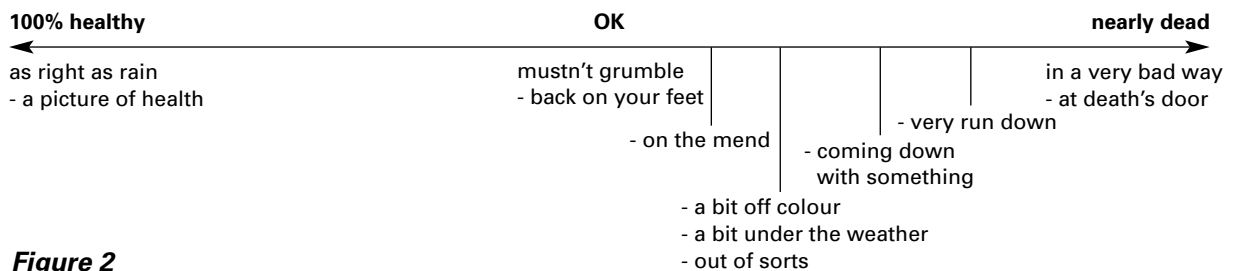 100% healthy OK nearly dead
as right as rain mustn't grumble in a very bad way
- a picture of health - back on your feet - at death's door
- very run down
- on the mend - coming down
with something
- a bit off colour
- a bit under the weather
Figure 2 - out of sorts